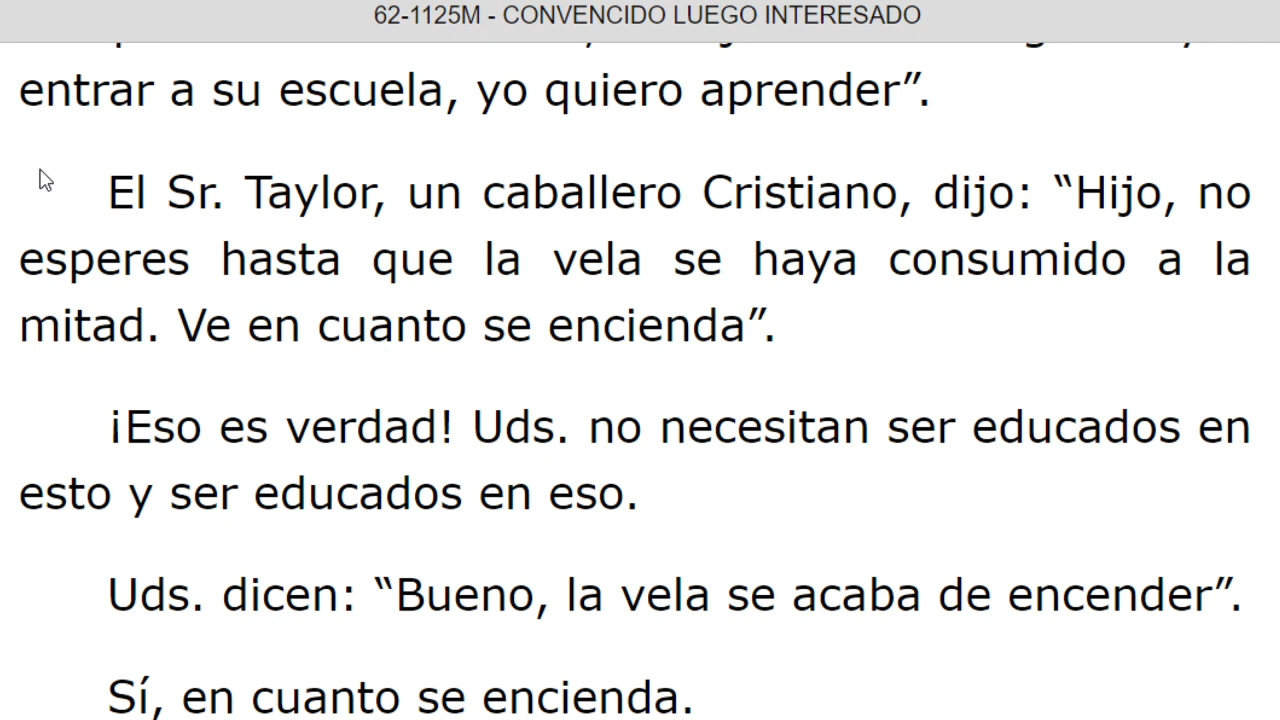 62-1125M - CONVENCIDO LUEGO INTERESADO
entrar a su escuela, yo quiero aprender”.
El Sr. Taylor, un caballero Cristiano, dijo: “Hijo, no
esperes hasta que la vela se haya consumido a la
mitad. Ve en cuanto se encienda”.
¡Eso es verdad! Uds. no necesitan ser educados en
esto y ser educados en eso.
Uds. dicen: “Bueno, la vela se acaba de encender”.
Sí, en cuanto se encienda.